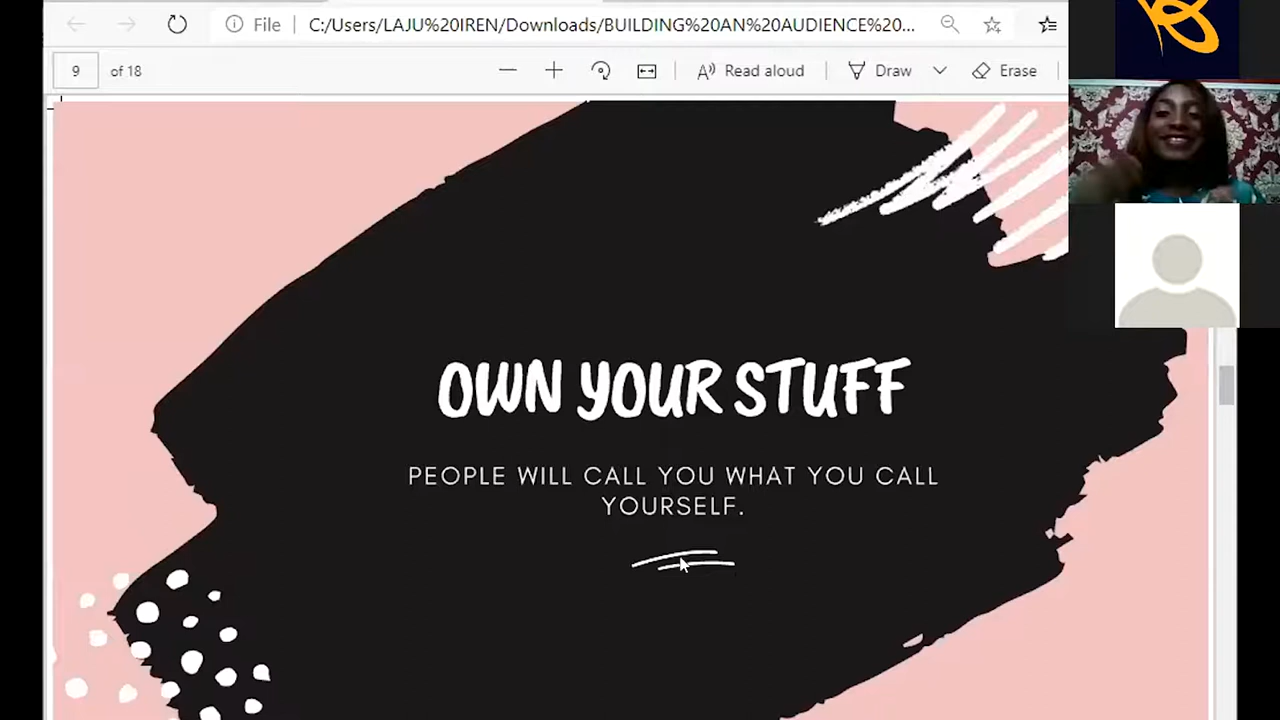 File C:/Users/LAJU%20IREN/Downloads/BUILDING%20AN%20AUDIENCE%20...
9 of 18 Read aloud Draw Erase
OWN YOUR STUFF
PEOPLE WILL CALL YOU WHAT YOU CALL
YOURSELF.